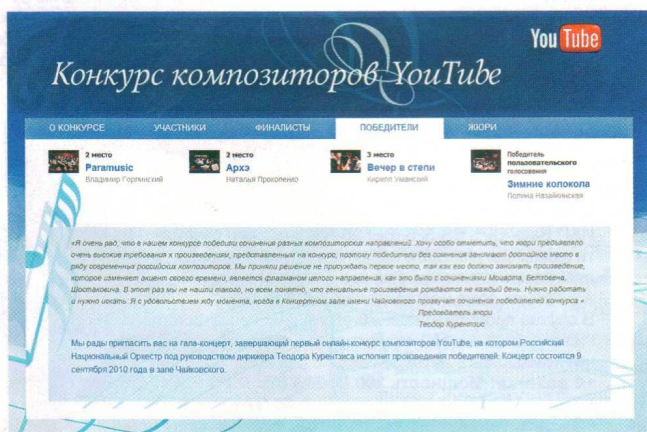 You Tube
Конкурс композиторов YouTube
О КОНКУРСЕ УЧАСТНИКИ ФИНАЛИСТЫ ПОБЕДИТЕЛИ ЖЮРИ
2 место
Paramusic
Владимир Горлинский
2 место
Архэ
Наталья Прокопенко
3 место
Вечер в степи
Кирилл Уманский
Победитель
пользовательского
голосования
Зимние колокола
Полина Назайкинская
«Я очень рад, что в нашем конкурсе победили сочинения разных композиторских направлений. Хочу особо отметить, что жюри предъявляло
очень высокие требования к произведениям, представленным на конкурс, поэтому победители без сомнения занимают достойное место в
ряду современных российских композиторов. Мы приняли решение не присуждать первое место, так как его должно занимать произведение,
которое изменяет акцент своего времени, является флагманом целого направления, как это было с сочинениями Моцарта, Бетховена,
Шостаковича. В этот раз мы не нашли такого, но всем понятно, что гениальные произведения рождаются не каждый день. Нужно работать
и нужно искать. Я с удовольствием жду момента, когда в Концертном зале имени Чайковского прозвучат сочинения победителей конкурса.»
Председатель жюри
Теодор Курентзис
Мы рады пригласить вас на гала-концерт, завершающий первый онлайн-конкурс композиторов YouTube, на котором Российский
Национальный Оркестр под руководством дирижера Теодора Курентзиса исполнит произведения победителей. Концерт состоится 9
сентября 2010 года в зале Чайковского.